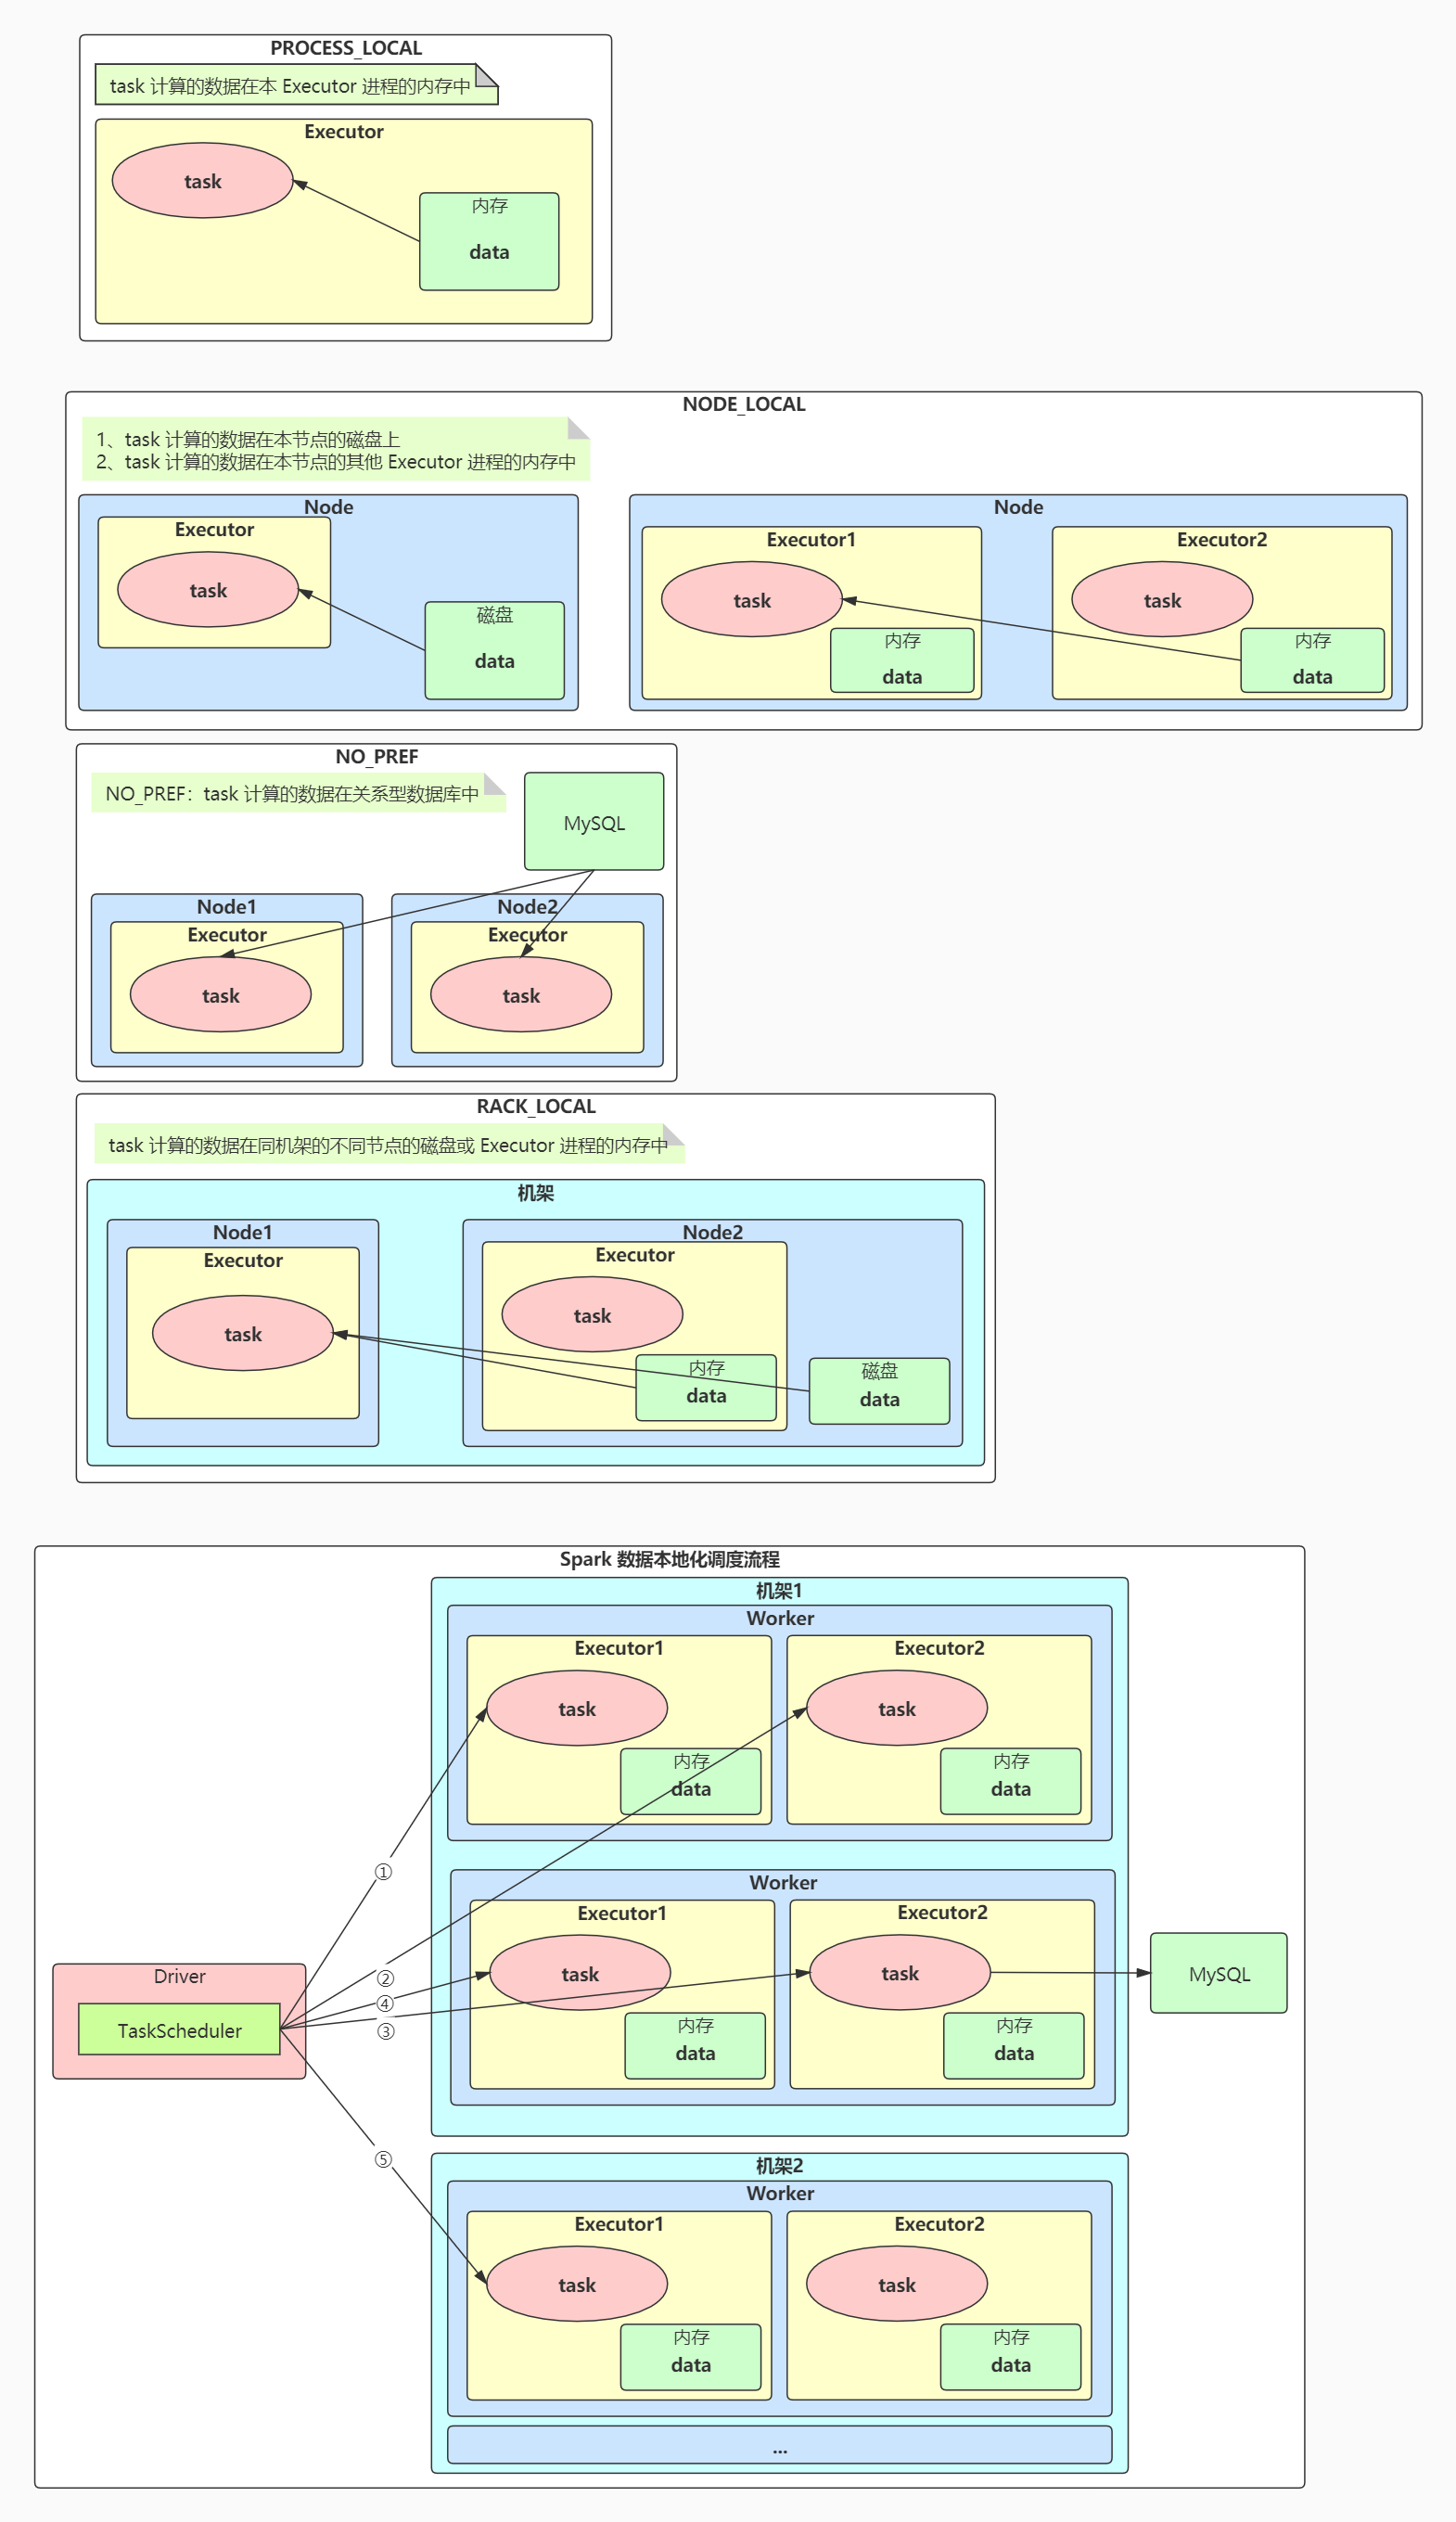 PROCESS_LOCAL
task 计算的数据在本 Executor 进程的内存中
Executor
task
内存
data
NODE_LOCAL
1、task 计算的数据在本节点的磁盘上
2、task 计算的数据在本节点的其他 Executor 进程的内存中
Node
Executor
task
磁盘
data
Node
Executor1
task
内存
data
Executor2
task
内存
data
NO_PREF
NO_PREF：task 计算的数据在关系型数据库中
MySQL
Node1
Executor
task
Node2
Executor
task
RACK_LOCAL
task 计算的数据在同机架的不同节点的磁盘或 Executor 进程的内存中
机架
Node1
Executor
task
Node2
Executor
task
内存
data
磁盘
data
Spark 数据本地化调度流程
机架1
Worker
Executor1
task
内存
data
Executor2
task
内存
data
①
Worker
Executor1
task
内存
data
Executor2
task
内存
data
MySQL
Driver
TaskScheduler
②
④
③
⑤
机架2
Worker
Executor1
task
内存
data
Executor2
task
内存
data
...